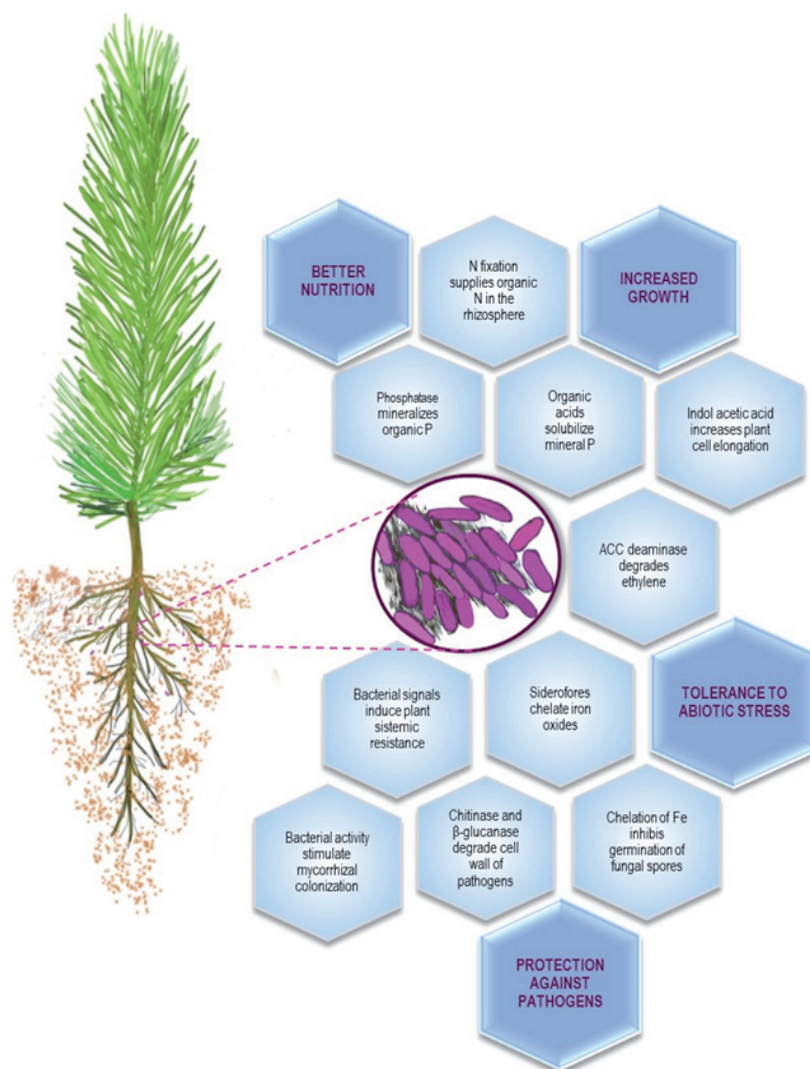 BETTER
NUTRITION
N fixation
supplies organic
N in the
rhizosphere
INCREASED
GROWTH
Phosphatase
mineralizes
organic P
Organic
acids
solubilize
mineral P
Indol acetic acid
increases plant
cell elongation
ACC deaminase
degrades
ethylene
Bacterial signals
induce plant
sistemic
resistance
Siderofores
chelate iron
oxides
TOLERANCE TO
ABIOTIC STRESS
Bacterial activity
stimulate
mycorrhizal
colonization
Chitinase and
β-glucanase
degrade cell
wall of
pathogens
Chelation of Fe
inhibis
germination of
fungal spores
PROTECTION
AGAINST
PATHOGENS